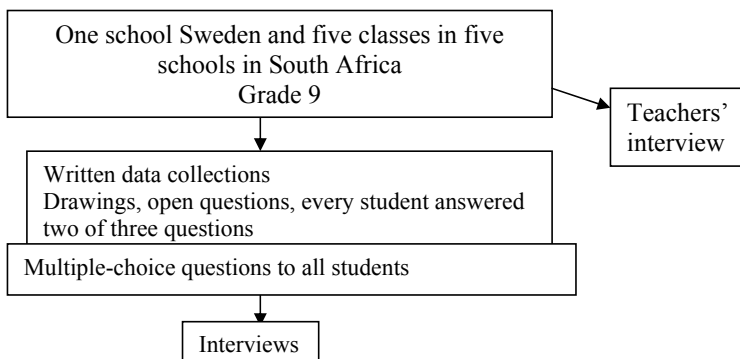 One school Sweden and five classes in five
schools in South Africa
Grade 9
Teachers’
interview
Written data collections
Drawings, open questions, every student answered
two of three questions
Multiple-choice questions to all students
Interviews